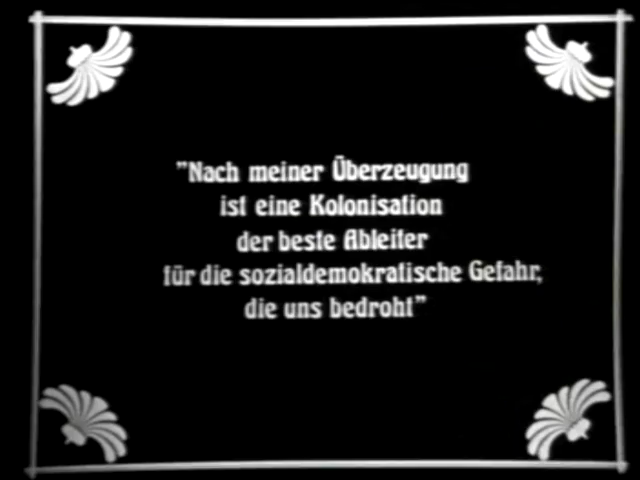 "Nach meiner Überzeugung
ist eine Kolonisation
der beste Ableiter
für die sozialdemokratische Gefahr,
die uns bedroht"